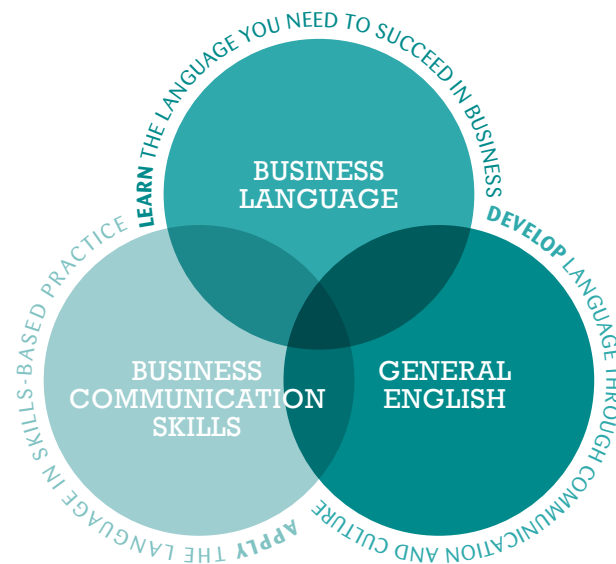 LEARN THE LANGUAGE YOU NEED TO SUCCEED IN BUSINESS
BUSINESS
LANGUAGE
DEVELOP LANGUAGE THROUGH COMMUNICATION AND CULTURE
GENERAL
ENGLISH
APPLY THE LANGUAGE IN SKILLS-BASED PRACTICE
BUSINESS
COMMUNICATION
SKILLS